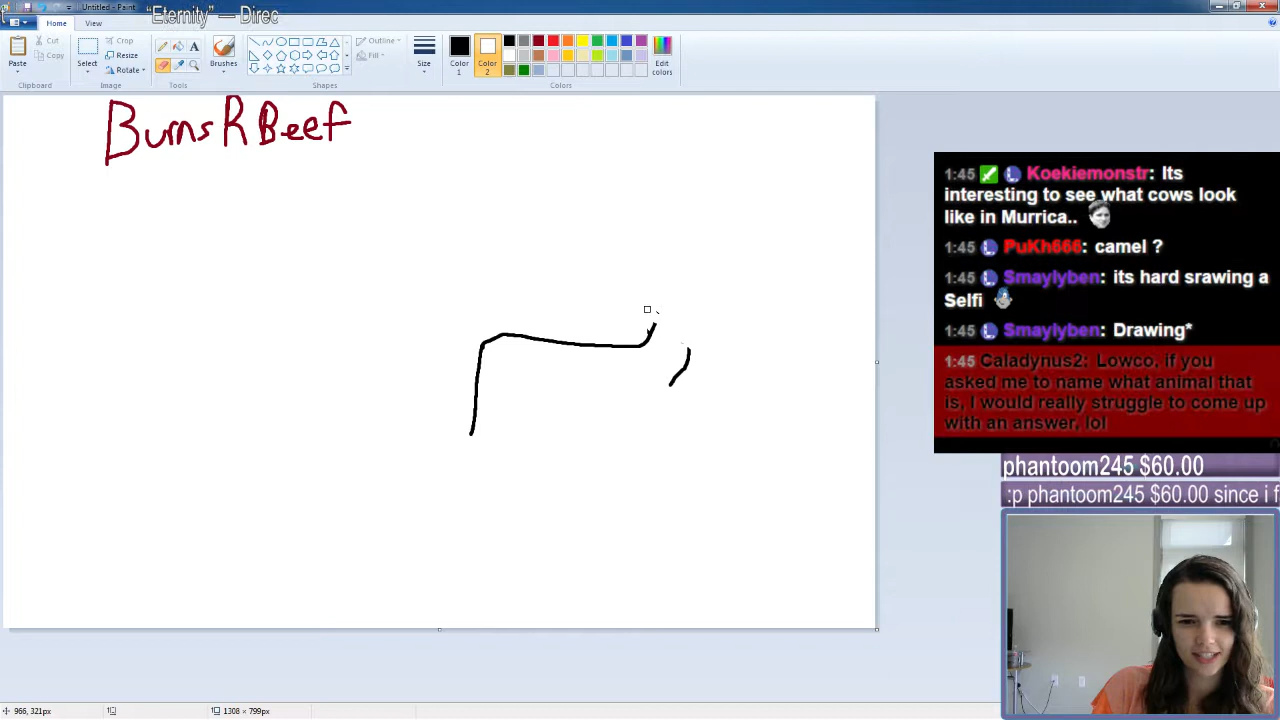 Untitled - Paint
t "Eternity" — Direc
Home View
Paste
Cut
Copy
Clipboard
Select
Crop
Resize
Rotate
Image
A
Tools
Brushes
Shapes
Outline
Fill
Size
Color 1
Color 2
Edit colors
Colors
BurnsRBeef
1:45 Koekiemonstr: Its
interesting to see what cows look
like in Murrica..
1:45 PuKh666: camel ?
1:45 Smaylyben: its hard srawing a
Selfi
1:45 Smaylyben: Drawing*
1:45 Caladynus2: Lowco, if you
asked me to name what animal that
is, I would really struggle to come up
with an answer, lol
phantoom245 $60.00
:p phantoom245 $60.00 since i f
966, 321px
1308 × 799px